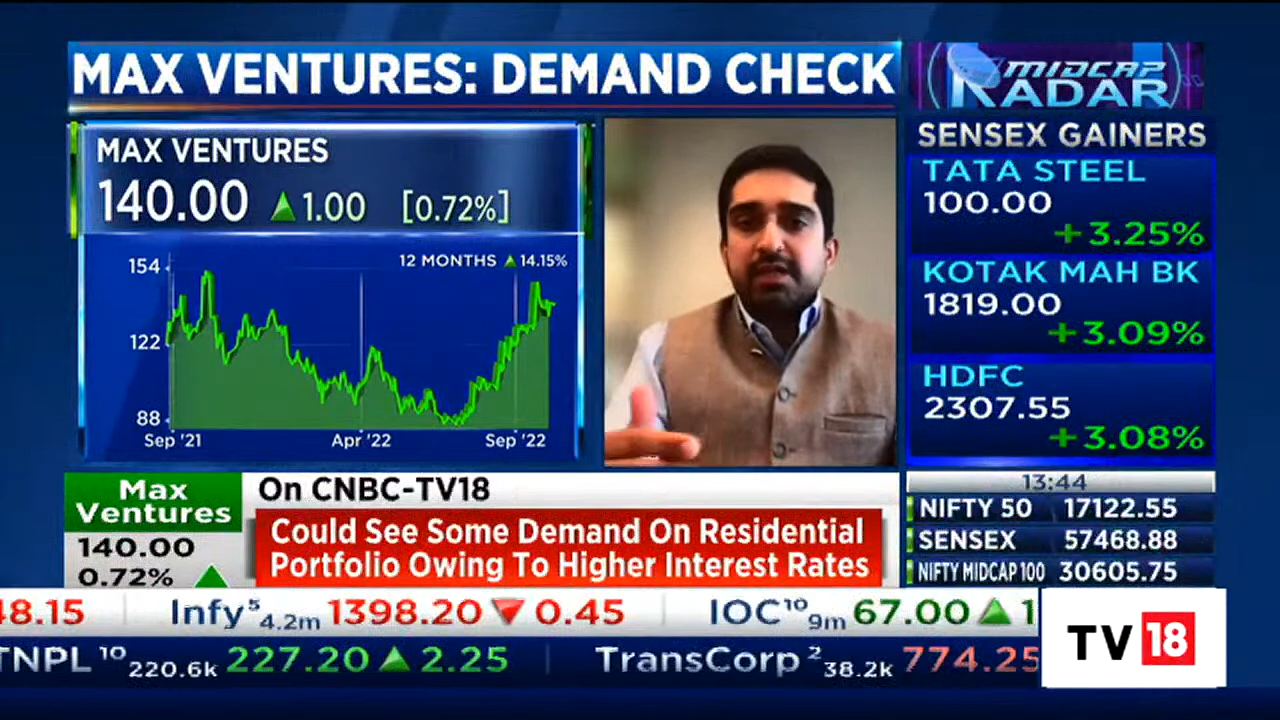 MAX VENTURES: DEMAND CHECK
MIDCAP
RADAR
MAX VENTURES
140.00 ▲ 1.00 [0.72%]
12 MONTHS ▲ 14.15%
154
122
88
Sep '21 Apr '22 Sep '22
SENSEX GAINERS
TATA STEEL
100.00
+3.25%
KOTAK MAH BK
1819.00
+3.09%
HDFC
2307.55
+3.08%
13:44
NIFTY 50 17122.55
SENSEX 57468.88
NIFTY MIDCAP 100 30605.75
Max
Ventures
140.00
0.72% ▲
On CNBC-TV18
Could See Some Demand On Residential
Portfolio Owing To Higher Interest Rates
48.15 Infy 5 4.2m 1398.20 ▼ 0.45 IOC 10 9m 67.00 ▲ 1
TNPL 10 220.6k 227.20 ▲ 2.25 TransCorp 2 38.2k 774.25
TV18